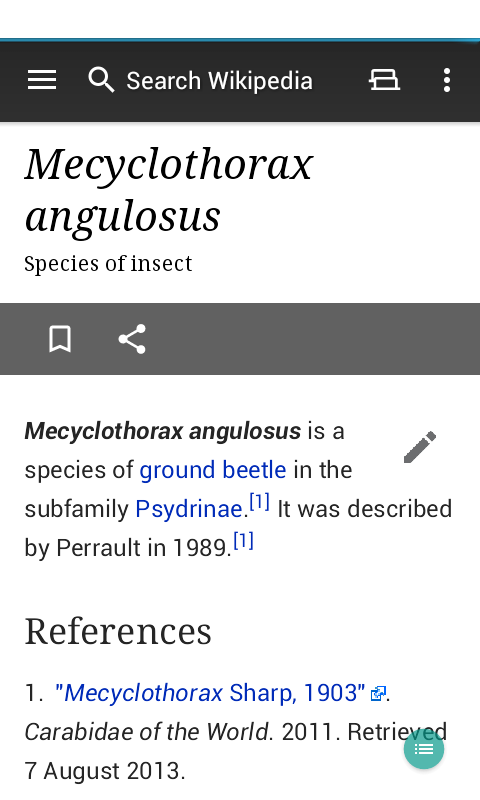 Search Wikipedia
Mecyclothorax
angulosus
Species of insect
Mecyclothorax angulosus is a
species of ground beetle in the
subfamily Psydrinae.[1] It was described
by Perrault in 1989.[1]
References
1. "Mecyclothorax Sharp, 1903" .
Carabidae of the World. 2011. Retrieved
7 August 2013.